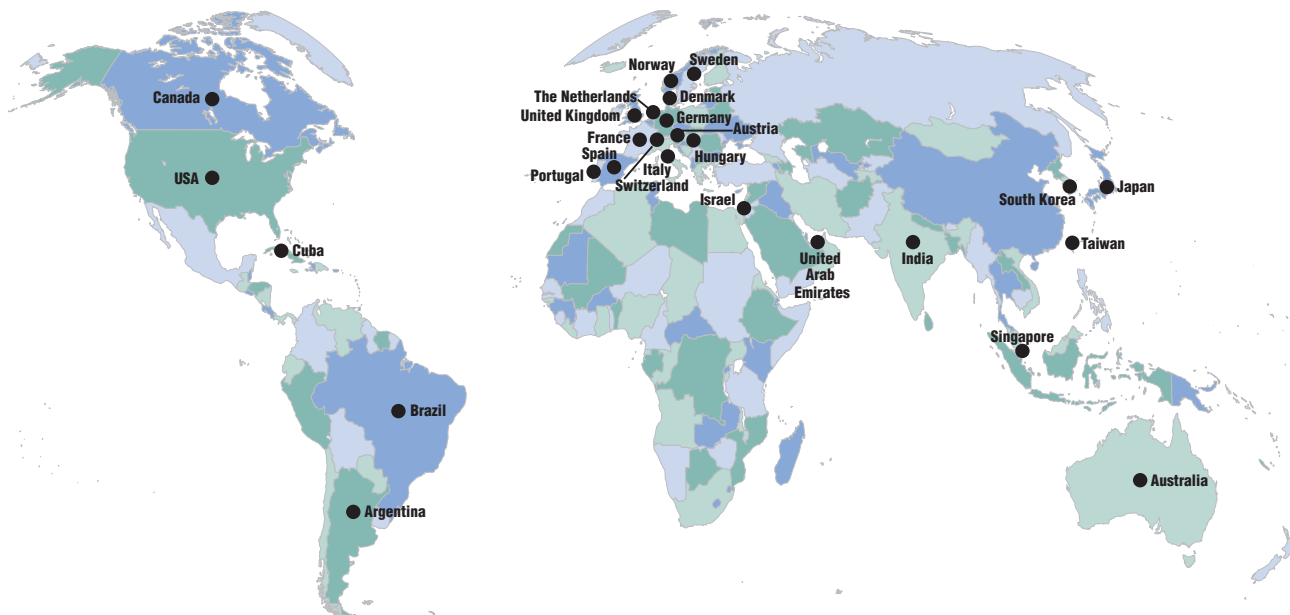 Canada
USA
Cuba
Brazil
Argentina
Norway
Sweden
The Netherlands
Denmark
United Kingdom
Germany
Austria
France
Hungary
Spain
Italy
Portugal
Switzerland
Israel
United
Arab
Emirates
India
South Korea
Japan
Taiwan
Singapore
Australia